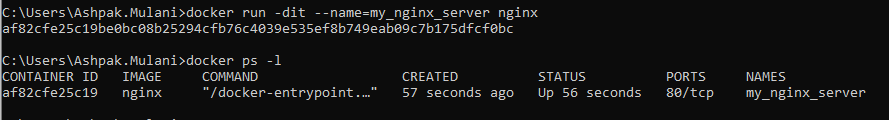 C:\Users\Ashpak.Mulani>docker run -dit --name=my_nginx_server nginx
af82cfe25c19be0bc08b25294cfb76c4039e535ef8b749eab09c7b175dfcf0bc
C:\Users\Ashpak.Mulani>docker ps -l
CONTAINER ID   IMAGE   COMMAND   CREATED   STATUS   PORTS   NAMES
af82cfe25c19   nginx   "/docker-entrypoint.…"   57 seconds ago   Up 56 seconds   80/tcp   my_nginx_server